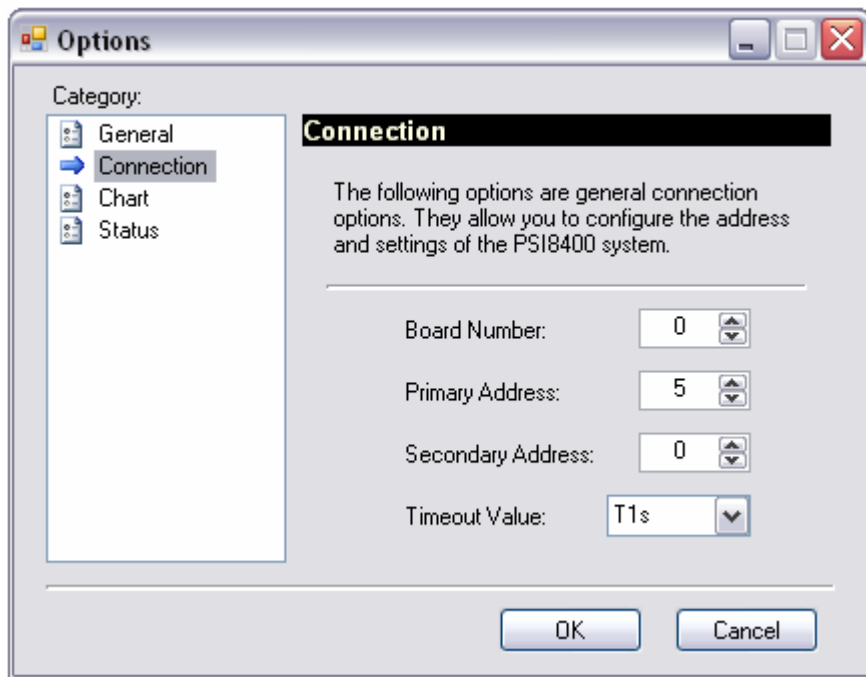 Options
Category:
General
Connection
Chart
Status
Connection
The following options are general connection
options. They allow you to configure the address
and settings of the PSI8400 system.
Board Number: 0
Primary Address: 5
Secondary Address: 0
Timeout Value: T1s
OK Cancel